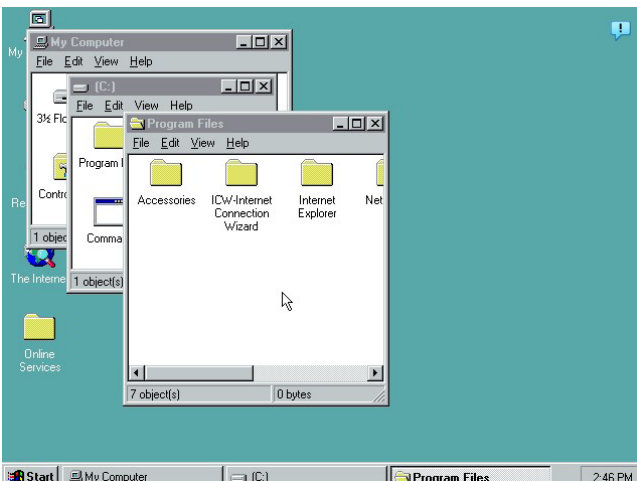 My
My Computer
File Edit View Help
3½ Flo
Contro
1 objec
(C:)
File Edit View Help
Program
Comma
1 object(s)
Program Files
File Edit View Help
Accessories
ICW-Internet
Connection
Wizard
Internet
Explorer
Net
7 object(s)
0 bytes
Re
The Interne
Online
Services
Start
My Computer
(C:)
Program Files
2:46 PM